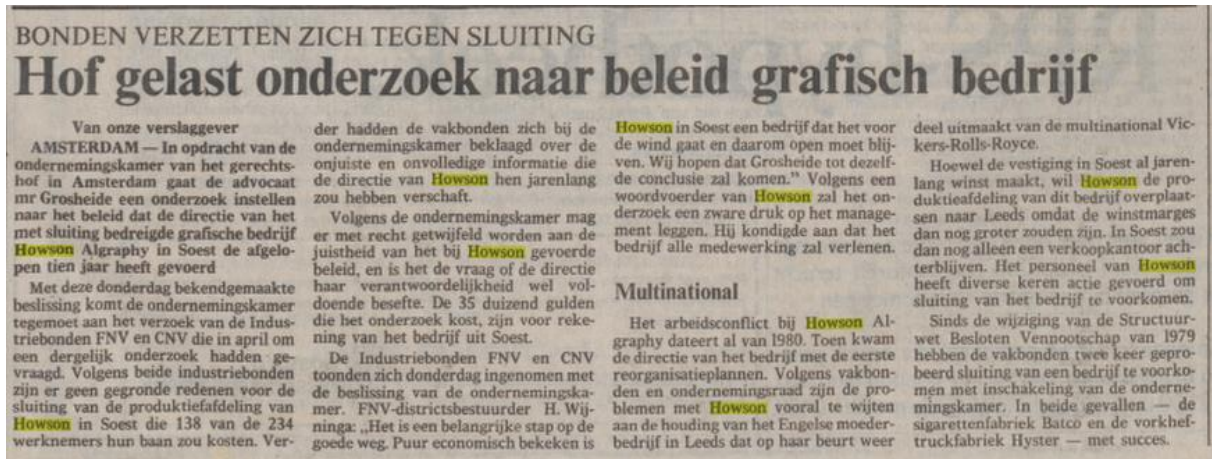 BONDEN VERZETTEN ZICH TEGEN SLUITING
Hof gelast onderzoek naar beleid grafisch bedrijf
Van onze verslaggever
AMSTERDAM — In opdracht van de
ondernemingskamer van het gerechts-
hof in Amsterdam gaat de advocaat
mr Grosheide een onderzoek instellen
naar het beleid dat de directie van het
met sluiting bedreigde grafische bedrijf
Howson Algraphy in Soest de afgelo-
pen tien jaar heeft gevoerd
Met deze donderdag bekendgemaakte
beslissing komt de ondernemingskamer
tegemoet aan het verzoek van de Indus-
triebonden FNV en CNV die in april om
een dergelijk onderzoek hadden ge-
vraagd. Volgens beide industriebonden
zijn er geen gegronde redenen voor de
sluiting van de produktiefafdeling van
Howson in Soest die 138 van de 234
werknemers hun baan zou kosten. Ver-
der hadden de vakbonden zich bij de
ondernemingskamer beklaagd over de
onjuiste en onvolledige informatie die
de directie van Howson hen jarenlang
zou hebben verschaft.
Volgens de ondernemingskamer mag
er met recht getwijfeld worden aan de
juistheid van het bij Howson gevoerde
beleid, en is het de vraag of de directie
haar verantwoordelijkheid wel vol-
doende besefte. De 35 duizend gulden
die het onderzoek kost, zijn voor reke-
ning van het bedrijf uit Soest.
De Industriebonden FNV en CNV
toonden zich donderdag ingenomen met
de beslissing van de ondernemingska-
mer. FNV-districtsbestuurder H. Wij-
ninga: „Het is een belangrijke stap op de
goede weg. Puur economisch bekeken is
Howson in Soest een bedrijf dat het voor
de wind gaat en daarom open moet blij-
ven. Wij hopen dat Grosheide tot dezelf-
de conclusie zal komen.” Volgens een
woordvoerder van Howson zal het on-
derzoek een zware druk op het manage-
ment leggen. Hij kondigde aan dat het
bedrijf alle medewerking zal verlenen.
Multinational
Het arbeidsconflict bij Howson Al-
graphy dateert al van 1980. Toen kwam
de directie van het bedrijf met de eerste
reorganisatieplannen. Volgens vakbon-
den en ondernemingsraad zijn de pro-
blemen met Howson vooral te wijten
aan de houding van het Engelse moeder-
bedrijf in Leeds dat op haar beurt weer
deel uitmaakt van de multinational Vic-
kers-Rolls-Royce.
Hoewel de vestiging in Soest al jaren-
lang winst maakt, wil Howson de pro-
duktieafdeling van dit bedrijf overplaat-
sen naar Leeds omdat de winstmarges
dan nog groter zouden zijn. In Soest zou
dan nog alleen een verkoopkantoor ach-
terblijven. Het personeel van Howson
heeft diverse keren actie gevoerd om
sluiting van het bedrijf te voorkomen.
Sinds de wijziging van de Structuur-
wet Besloten Vennootschap van 1979
hebben de vakbonden twee keer gepro-
beerd sluiting van een bedrijf te voorko-
men met inschakeling van de onderne-
mingskamer. In beide gevallen — de
sigarettenfabriek Batco en de vorkhef-
truckfabriek Hyster — met succes.